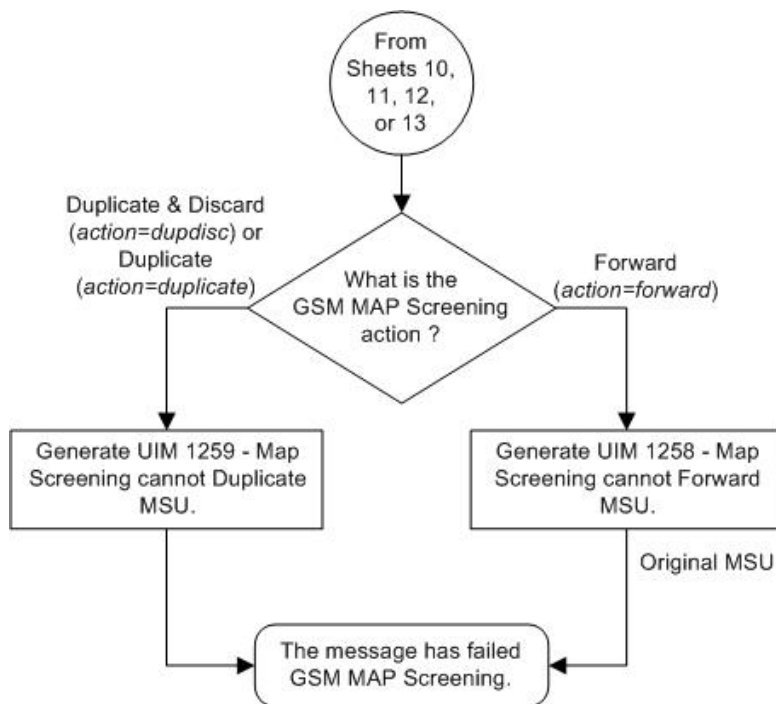 From
Sheets 10,
11, 12,
or 13
Duplicate & Discard
(action=dupdisc) or
Duplicate
(action=duplicate)
What is the
GSM MAP Screening
action ?
Forward
(action=forward)
Generate UIM 1259 - Map
Screening cannot Duplicate
MSU.
Generate UIM 1258 - Map
Screening cannot Forward
MSU.
Original MSU
The message has failed
GSM MAP Screening.